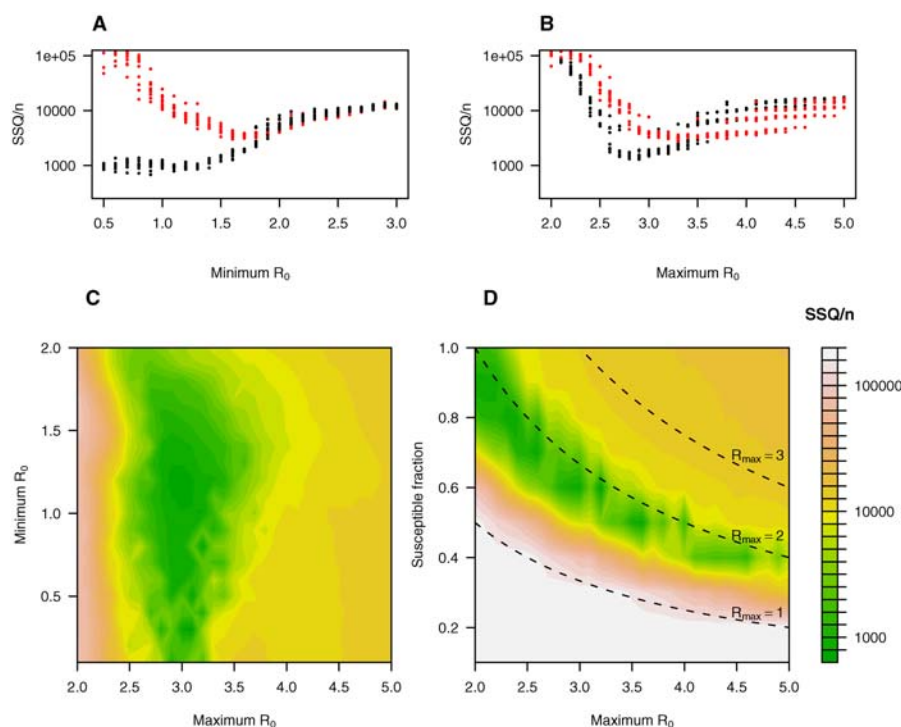 A
SSQ/n
1e+05
10000
1000
0.5 1.0 1.5 2.0 2.5 3.0
Minimum R0
B
SSQ/n
1e+05
10000
1000
2.0 2.5 3.0 3.5 4.0 4.5 5.0
Maximum R0
C
Minimum R0
2.0
1.5
1.0
0.5
2.0 2.5 3.0 3.5 4.0 4.5 5.0
Maximum R0
D
Susceptible fraction
1.0
0.8
0.6
0.4
0.2
Rmax = 3
Rmax = 2
Rmax = 1
2.0 2.5 3.0 3.5 4.0 4.5 5.0
Maximum R0
SSQ/n
100000
10000
1000